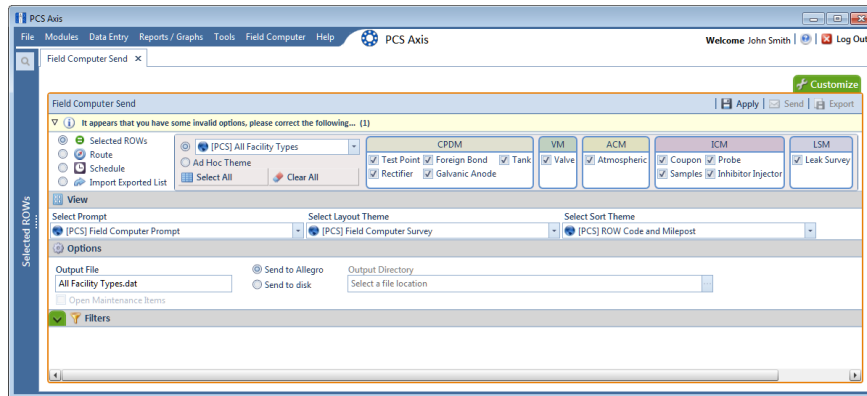 PCS Axis
File Modules Data Entry Reports / Graphs Tools Field Computer Help PCS Axis Welcome John Smith | Log Out
Field Computer Send ×
Customize
Field Computer Send | Apply | Send | Export
It appears that you have some invalid options, please correct the following... (1)
Selected ROWs
Route
Schedule
Import Exported List
[PCS] All Facility Types
Ad Hoc Theme
Select All Clear All
CPDM
Test Point Foreign Bond Tank
Rectifier Galvanic Anode
VM
Valve
ACM
Atmospheric
ICM
Coupon Probe
Samples Inhibitor Injector
LSM
Leak Survey
View
Select Prompt Select Layout Theme Select Sort Theme
[PCS] Field Computer Prompt [PCS] Field Computer Survey [PCS] ROW Code and Milepost
Options
Output File Send to Allegro Output Directory
All Facility Types.dat Send to disk Select a file location
Open Maintenance Items
Filters
Selected ROWs